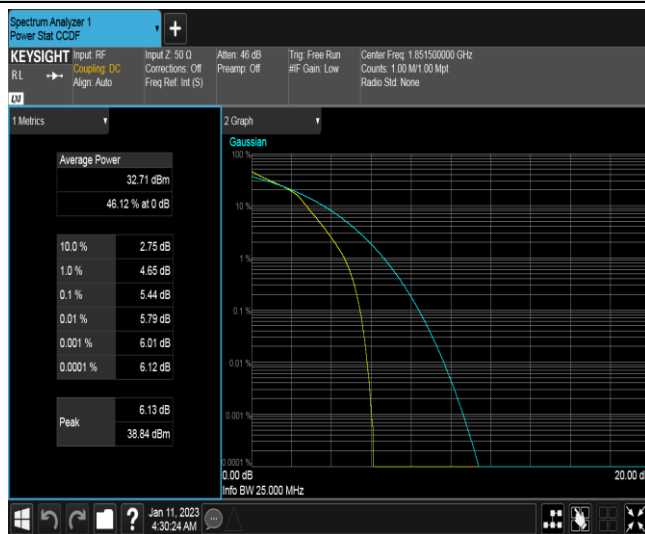 Spectrum Analyzer 1
Power Stat CCDF
+
KEYSIGHT Input: RF Input Z: 50 Ω Atten: 46 dB Trig: Free Run Center Freq: 1.851500000 GHz
RL Coupling: DC Corrections: Off Preamp: Off #IF Gain: Low Counts: 1.00 M/1.00 Mpt
Align: Auto Freq Ref: Int (S) Radio Std: None
LXI
1 Metrics 2 Graph
Gaussian
Average Power
32.71 dBm
46.12 % at 0 dB
10.0 % 2.75 dB
1.0 % 4.65 dB
0.1 % 5.44 dB
0.01 % 5.79 dB
0.001 % 6.01 dB
0.0001 % 6.12 dB
Peak 6.13 dB
38.84 dBm
100 %
10 %
1 %
0.1 %
0.01 %
0.001 %
0.0001 %
0.00 dB 20.00 d
Info BW 25.000 MHz
? Jan 11, 2023
4:30:24 AM